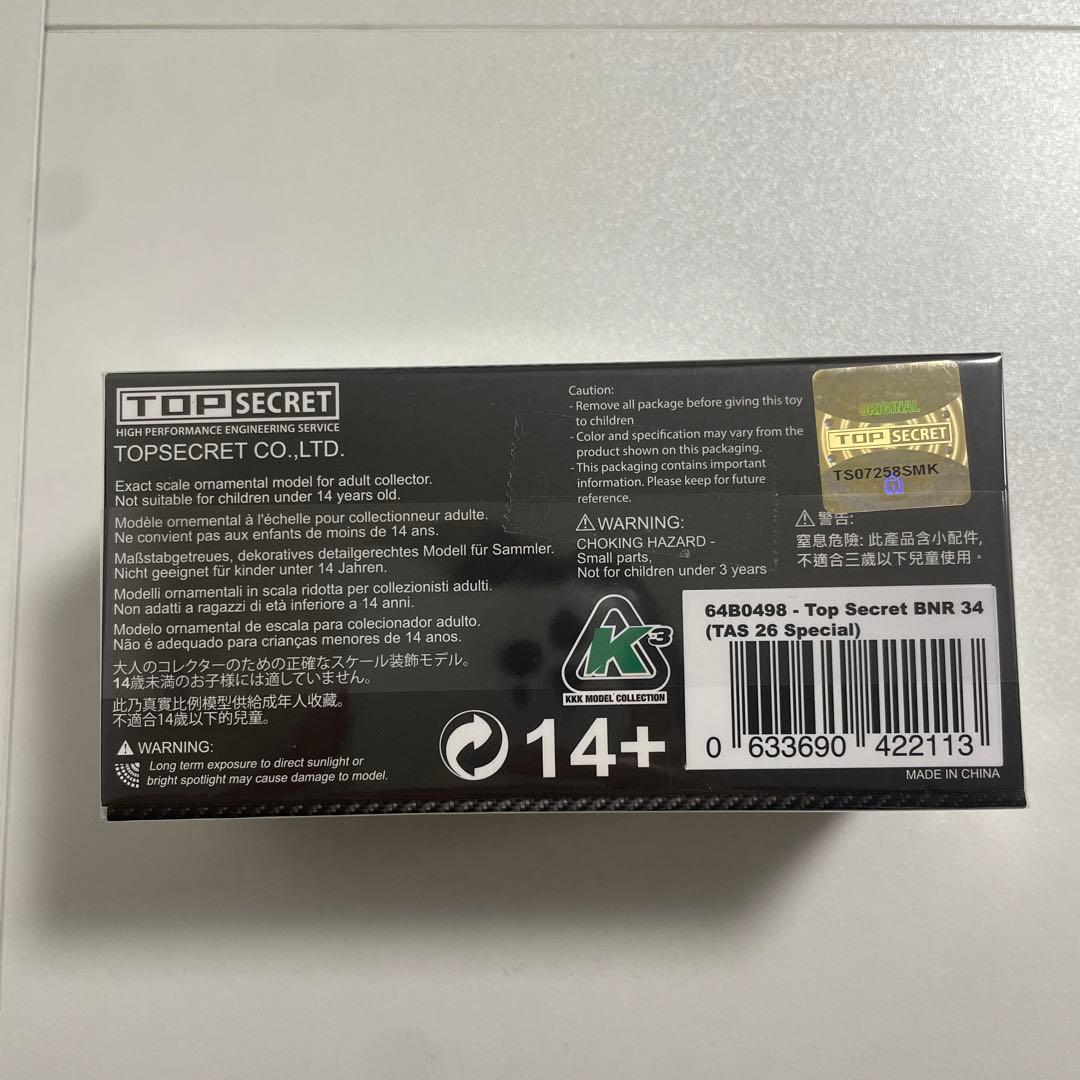 TOP SECRET
HIGH PERFORMANCE ENGINEERING SERVICE
TOPSECRET CO.,LTD.
Exact scale ornamental model for adult collector.
Not suitable for children under 14 years old.
Modèle ornemental à l'échelle pour collectionneur adulte.
Ne convient pas aux enfants de moins de 14 ans.
Maßstabgetreues, dekoratives detailgerechtes Modell für Sammler.
Nicht geeignet für kinder unter 14 Jahren.
Modelli ornamentali in scala ridotta per collezionisti adulti.
Non adatti a ragazzi di età inferiore a 14 anni.
Modelo ornamental de escala para colecionador adulto.
Não é adequado para crianças menores de 14 anos.
大人のコレクターのための正確なスケール装飾モデル。
14歳未満のお子様には適していません。
此乃真實比例模型供給成年人收藏。
不適合14歲以下的兒童。
WARNING:
Long term exposure to direct sunlight or
bright spotlight may cause damage to model.
Caution:
- Remove all package before giving this toy
to children
- Color and specification may vary from the
product shown on this packaging.
- This packaging contains important
information. Please keep for future
reference.
WARNING:
CHOKING HAZARD -
Small parts,
Not for children under 3 years
ORIGINAL
TOP SECRET
TS07258SMK
警告:
窒息危險: 此產品含小配件,
不適合三歲以下兒童使用。
K3
KKK MODEL COLLECTION
14+
64B0498 - Top Secret BNR 34
(TAS 26 Special)
0 633690 422113
MADE IN CHINA